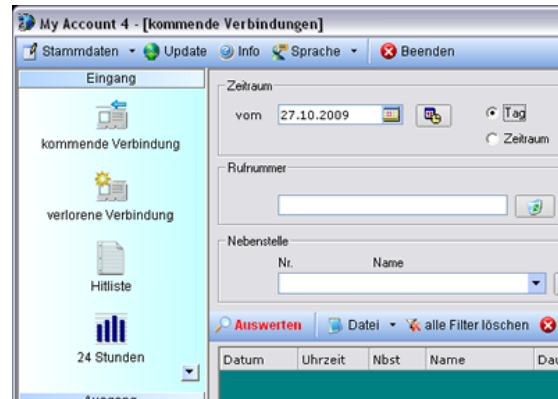 My Account 4 - [kommende Verbindungen]
Stammdaten Update Info Sprache Beenden
Eingang
kommende Verbindung
verlorene Verbindung
Hitliste
24 Stunden
Zeitraum
vom 27.10.2009 Tag
Zeitraum
Rufnummer
Nebenstelle
Nr. Name
Auswerten Datei alle Filter löschen
Datum Uhrzeit Nbst Name